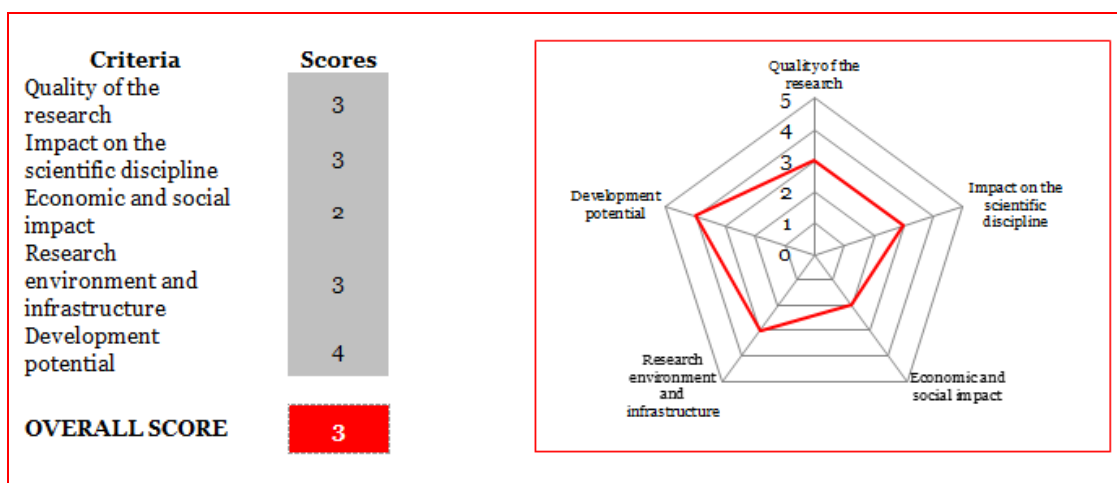 Criteria Scores
Quality of the
research 3
Impact on the
scientific discipline 3
Economic and social
impact 2
Research
environment and 3
infrastructure
Development
potential 4
OVERALL SCORE 3
Quality of the
research
5
4
3
2
1
0
Impact on the
scientific
discipline
Economic and
social impact
Research
environment
and
infrastructure
Development
potential